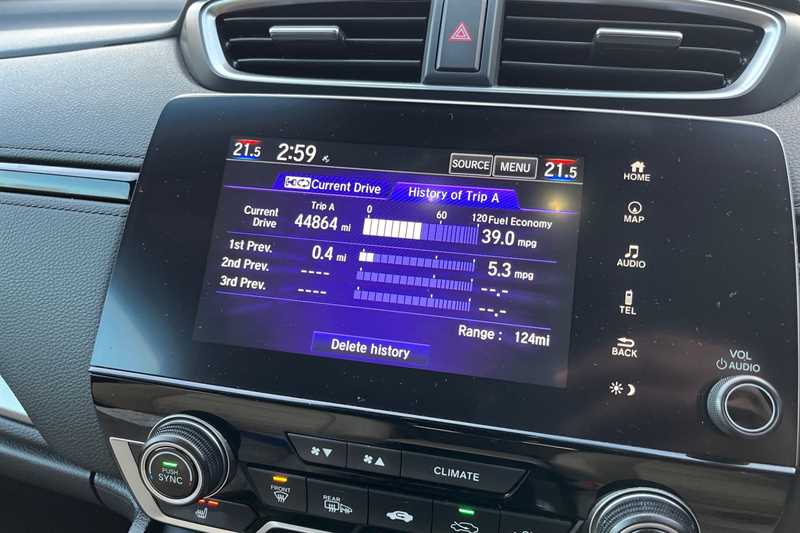 21.5 2:59 SOURCE MENU 21.5
Current Drive History of Trip A
Trip A 0 60 120 Fuel Economy
Current Drive 44864 mi 39.0 mpg
1st Prev. 0.4 mi 5.3 mpg
2nd Prev. ---- --.-
3rd Prev. ---- --.-
Range : 124mi
Delete history
HOME
MAP
AUDIO
TEL
BACK
VOL
AUDIO
PUSH
SYNC
CLIMATE
FRONT
REAR